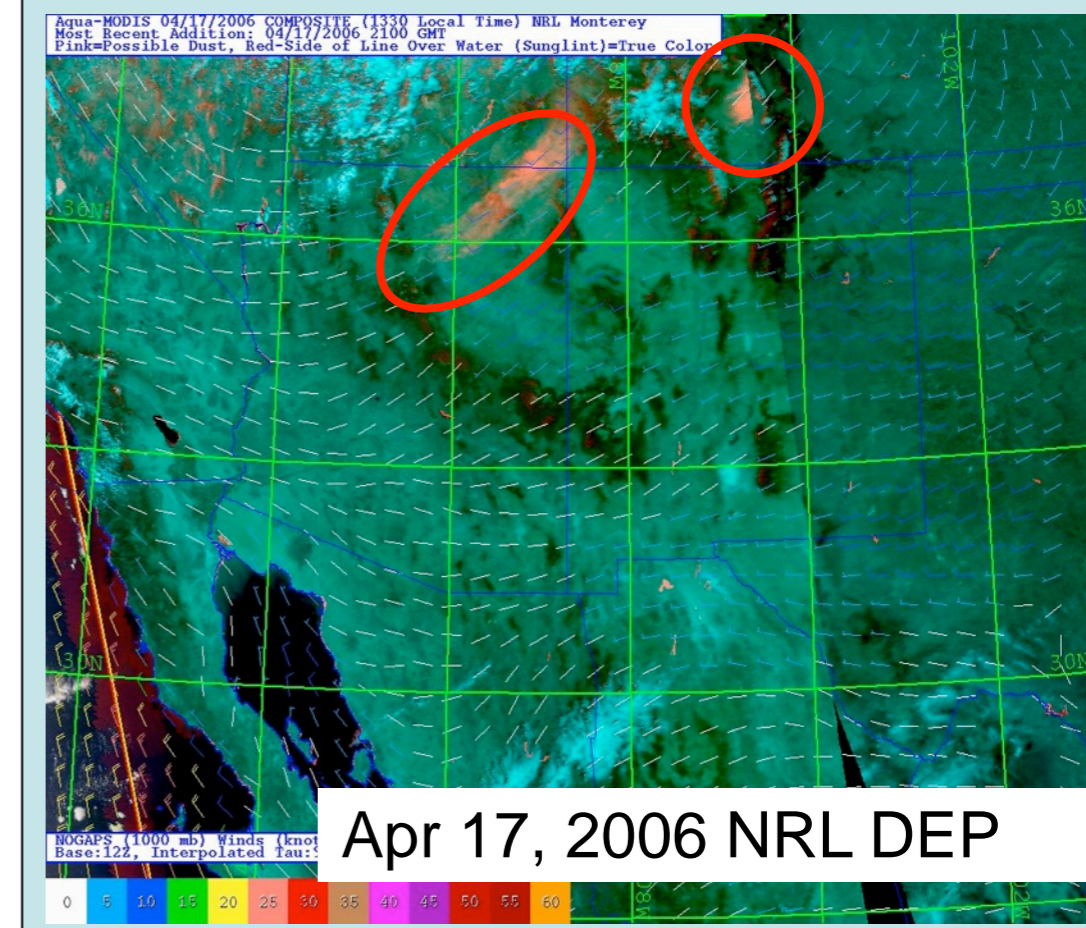 Aqua-MODIS 04/17/2006 COMPOSITE (1330 Local Time) NRL Monterey
Most Recent Addition: 04/17/2006 2100 GMT
Pink=Possible Dust, Red-Side of Line Over Water (Sunglint)=True Color
102W
36N
36N
30N
30N
NOGAPS (1000 mb) Winds (knot
Base:12Z, Interpolated Tau:
Apr 17, 2006 NRL DEP
0 5 10 15 20 25 30 35 40 45 50 55 60